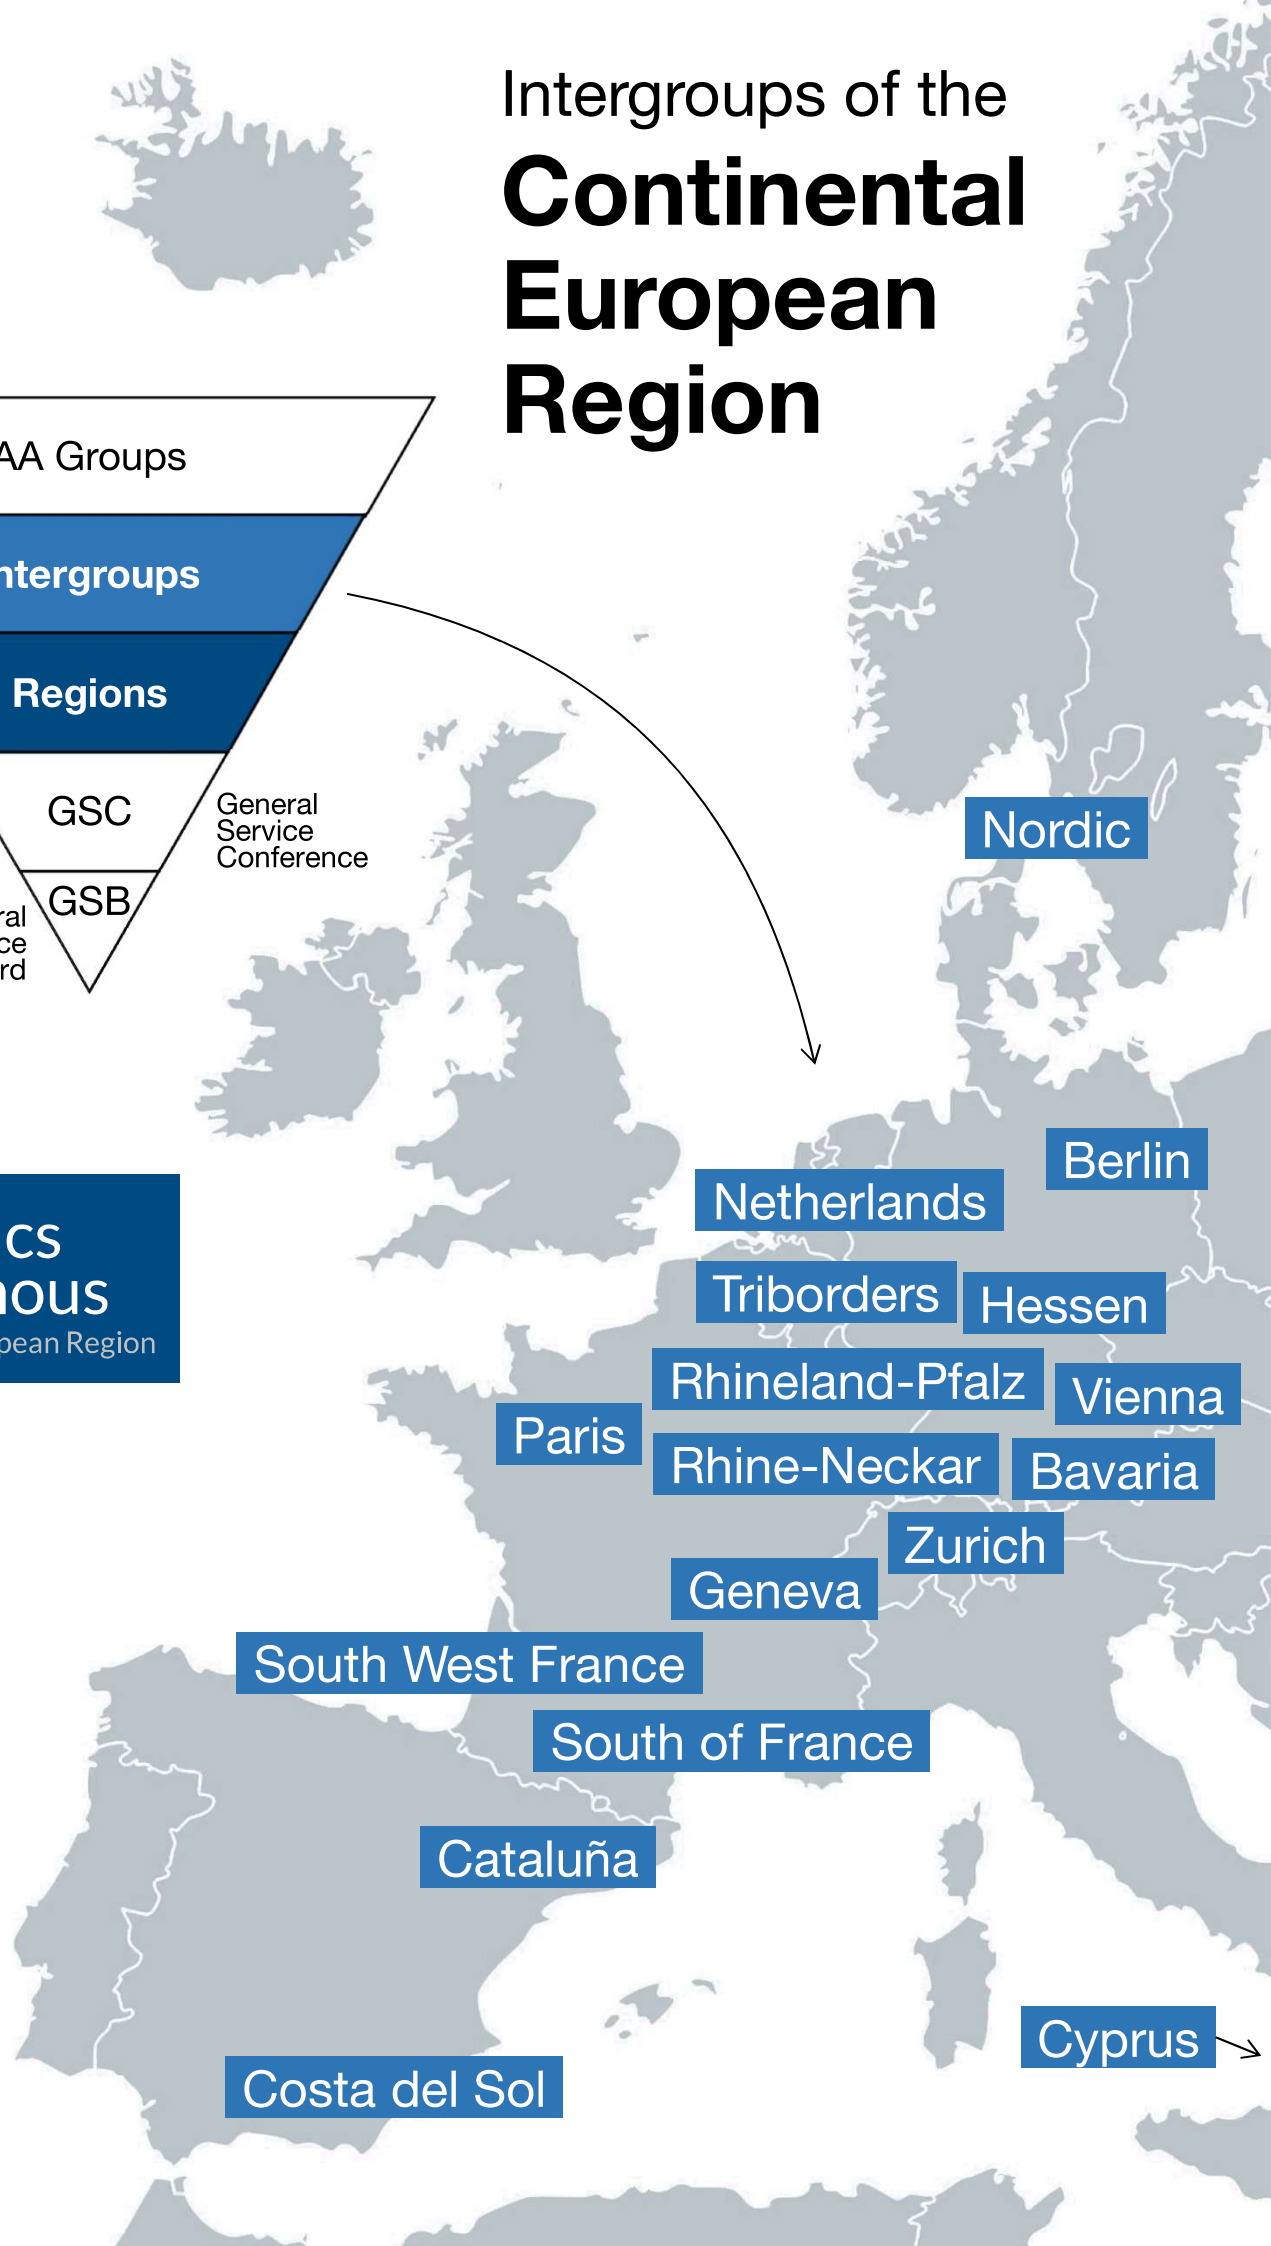 Intergroups of the
Continental
European
Region
AA Groups
ntergroups
Regions
GSC
General
Service
Conference
GSB
ral
ce
rd
cs
nous
pean Region
Nordic
Berlin
Netherlands
Triborders
Hessen
Rhineland-Pfalz
Vienna
Paris
Rhine-Neckar
Bavaria
Zurich
Geneva
South West France
South of France
Cataluña
Cyprus
Costa del Sol